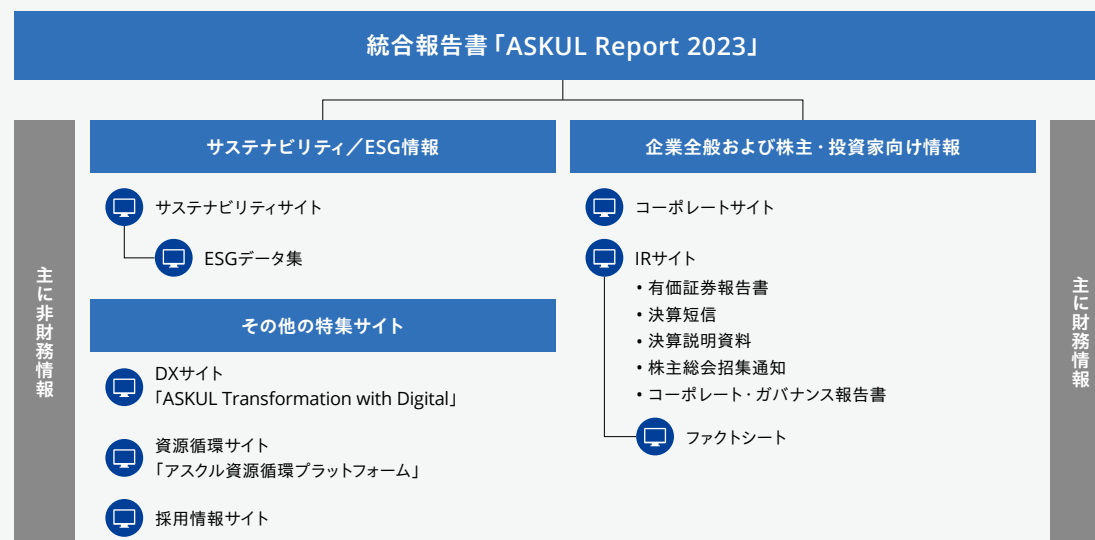 統合報告書「ASKUL Report 2023」
主に非財務情報
サステナビリティ／ESG情報
サステナビリティサイト
ESGデータ集
その他の特集サイト
DXサイト
「ASKUL Transformation with Digital」
資源循環サイト
「アスクル資源循環プラットフォーム」
採用情報サイト
企業全般および株主・投資家向け情報
コーポレートサイト
IRサイト
・有価証券報告書
・決算短信
・決算説明資料
・株主総会招集通知
・コーポレート・ガバナンス報告書
ファクトシート
主に財務情報